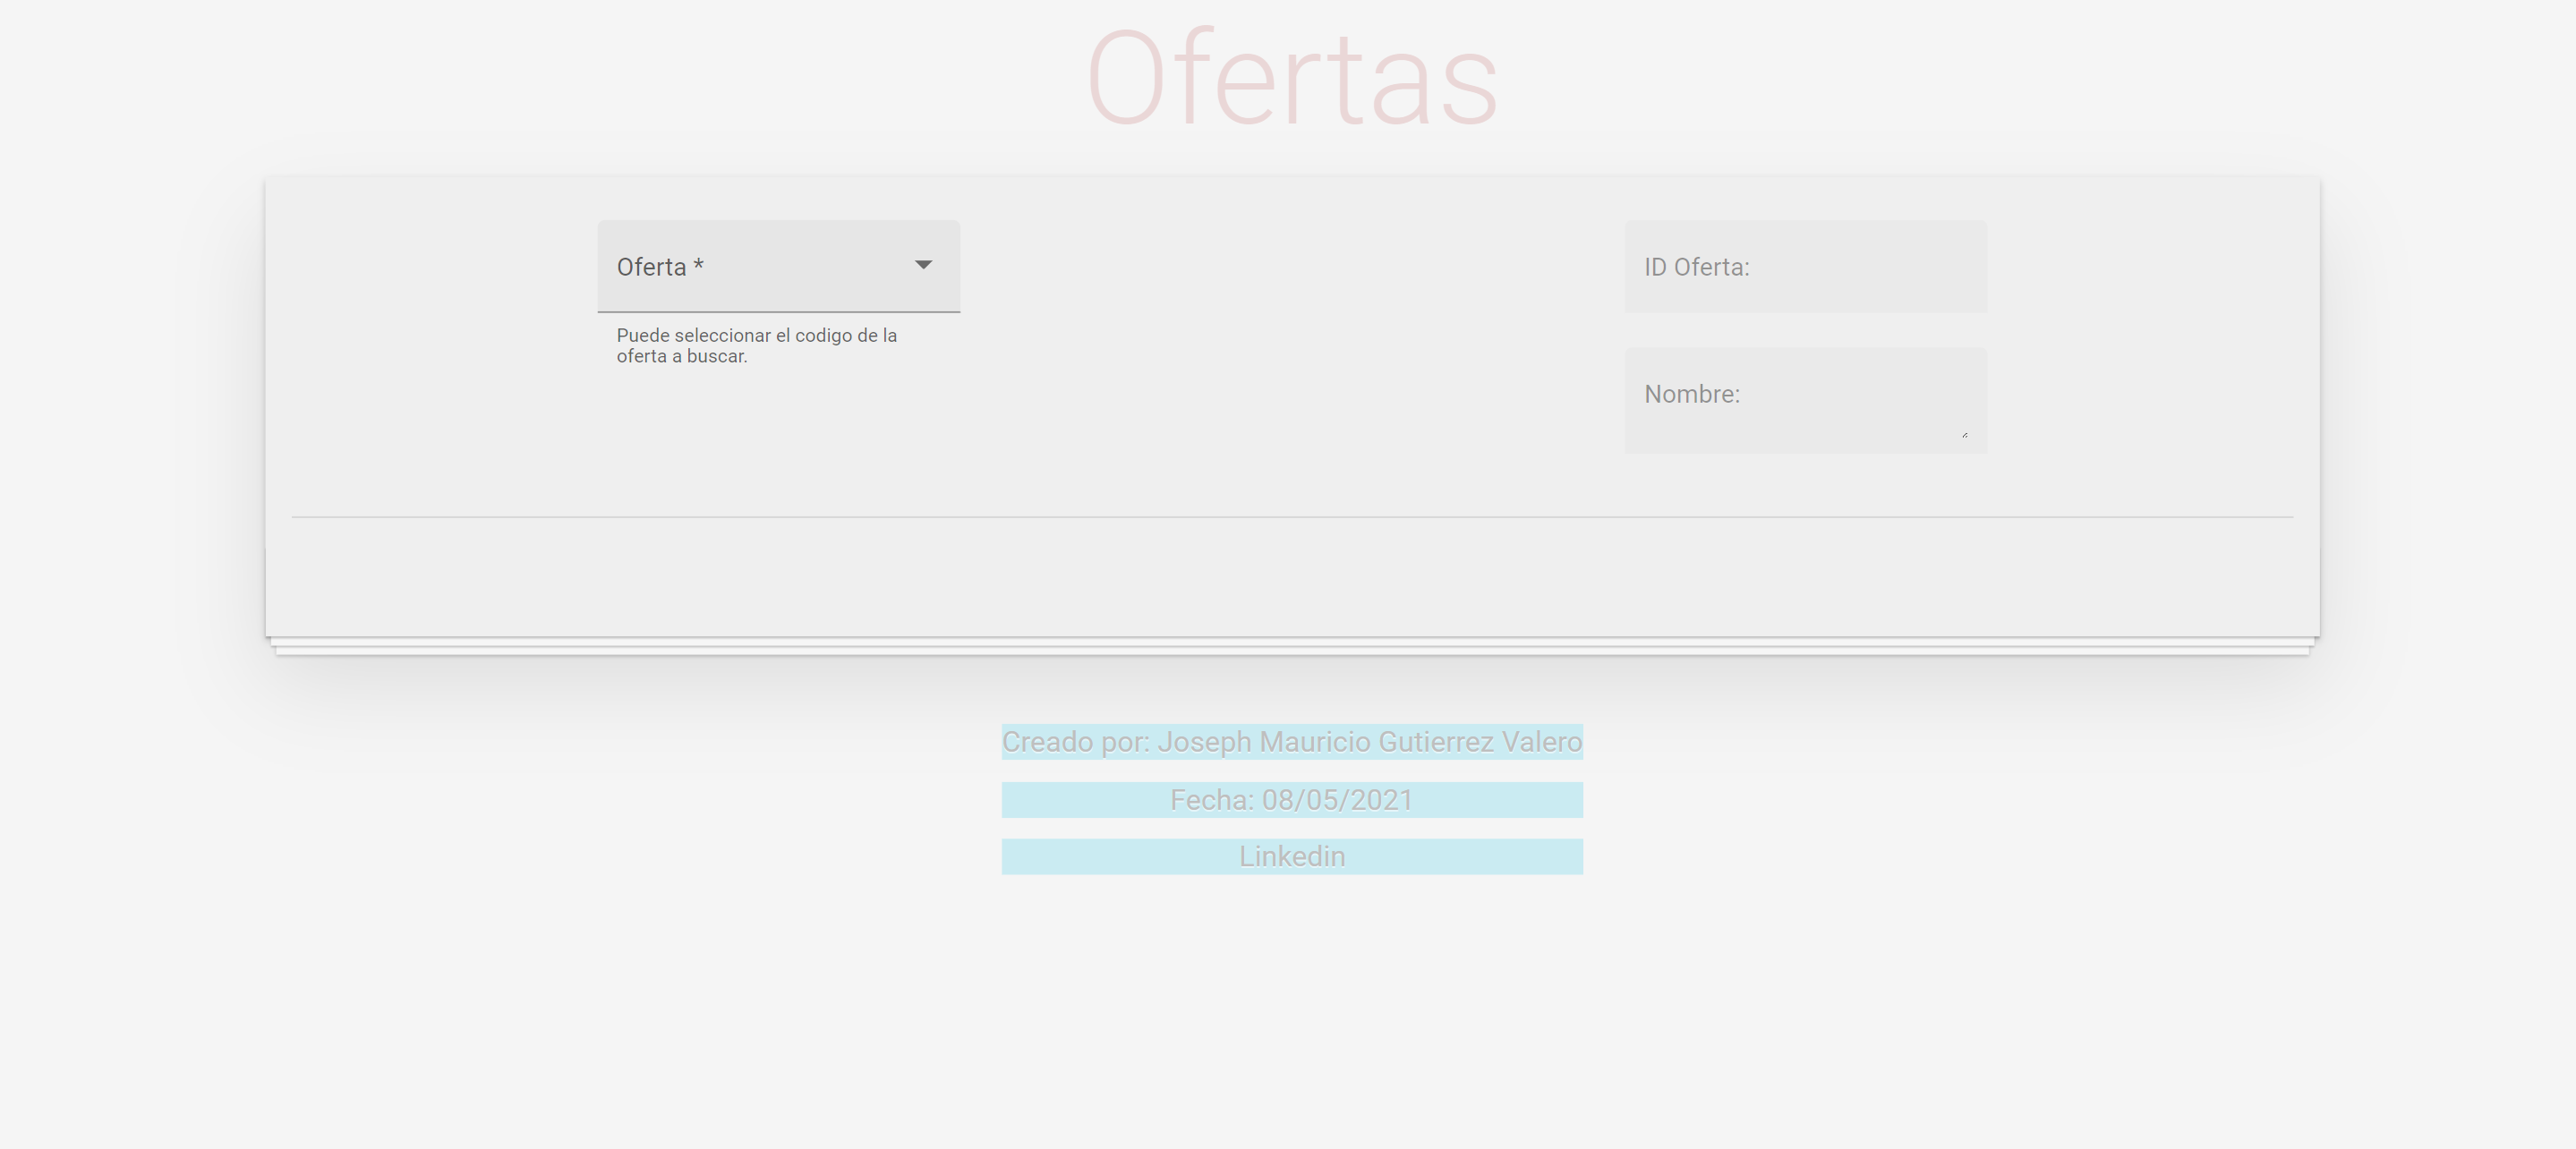 Ofertas
Oferta *
Puede seleccionar el codigo de la
oferta a buscar.
ID Oferta:
Nombre:
Creado por: Joseph Mauricio Gutierrez Valero
Fecha: 08/05/2021
Linkedin